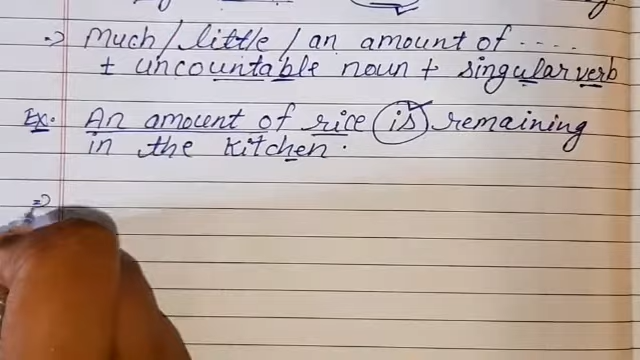 => Much / little / an amount of ....
± uncountable noun + singular verb
Ex: An amount of rice is remaining
in the kitchen.
=>